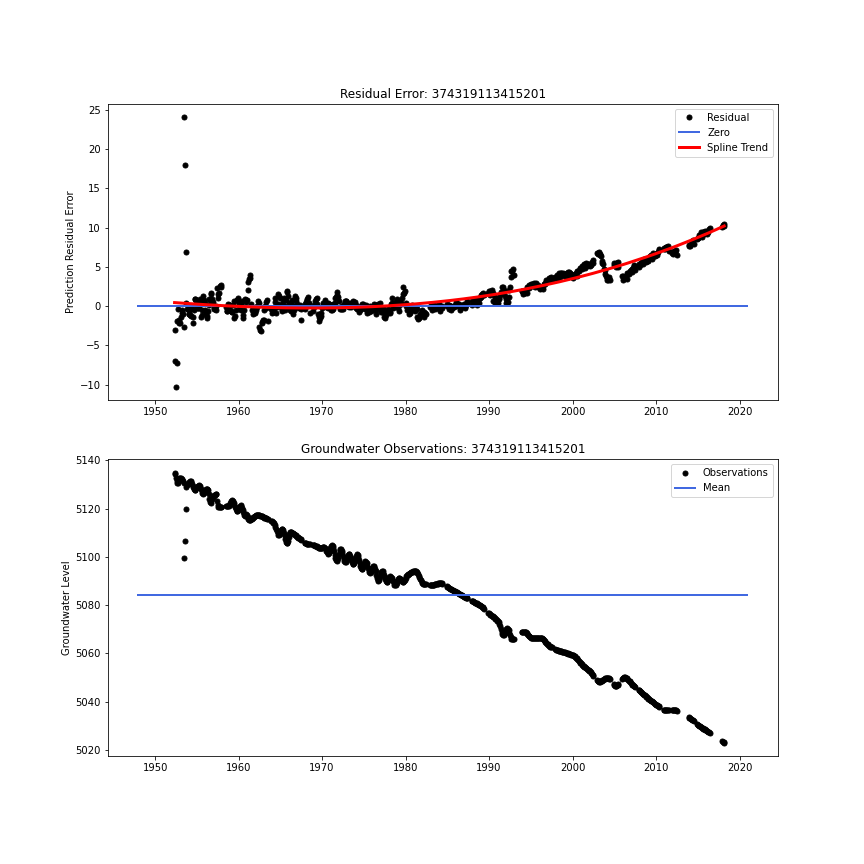 Residual Error: 374319113415201
Prediction Residual Error
25
20
15
10
5
0
−5
−10
Residual
Zero
Spline Trend
1950 1960 1970 1980 1990 2000 2010 2020
Groundwater Observations: 374319113415201
Groundwater Level
5140
5120
5100
5080
5060
5040
5020
Observations
Mean
1950 1960 1970 1980 1990 2000 2010 2020